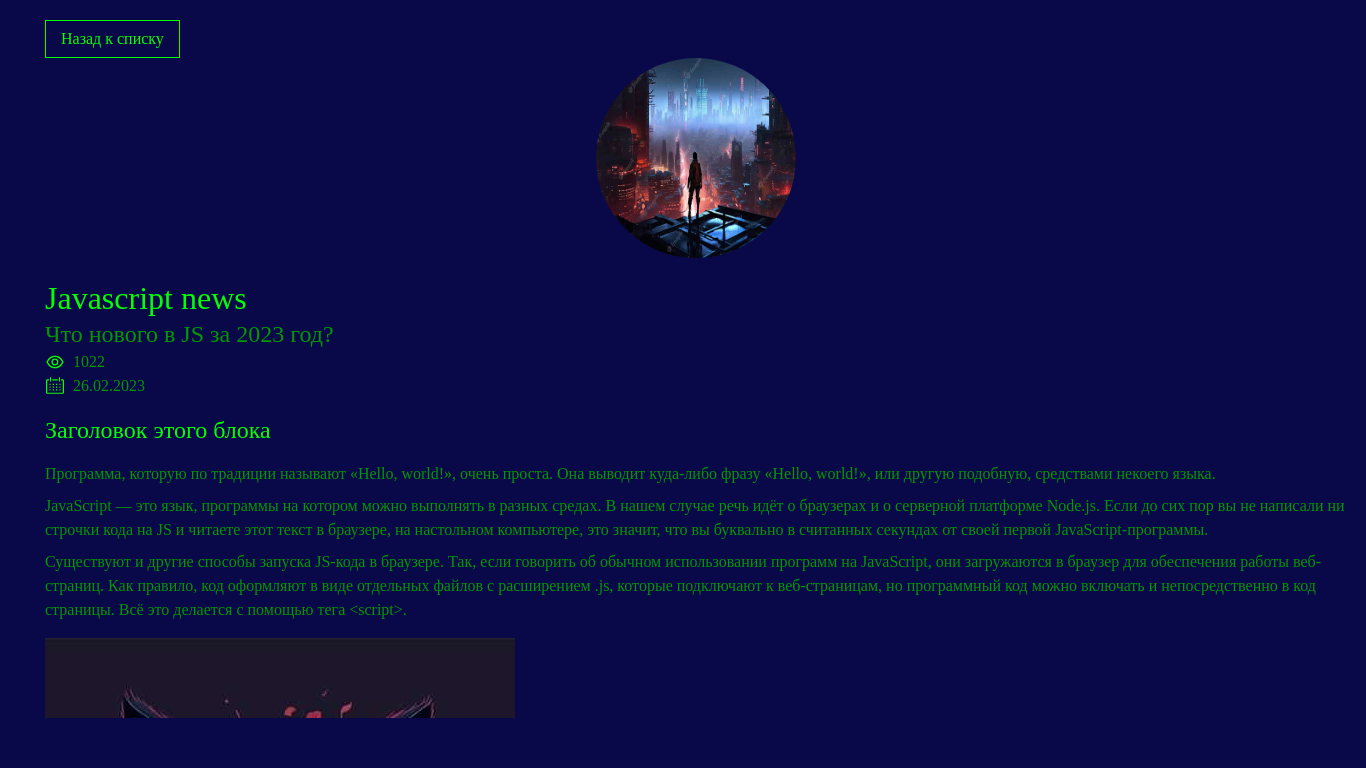 Назад к списку
Javascript news
Что нового в JS за 2023 год?
1022
26.02.2023
Заголовок этого блока
Программа, которую по традиции называют «Hello, world!», очень проста. Она выводит куда-либо фразу «Hello, world!», или другую подобную, средствами некоего языка.
JavaScript — это язык, программы на котором можно выполнять в разных средах. В нашем случае речь идёт о браузерах и о серверной платформе Node.js. Если до сих пор вы не написали ни
строчки кода на JS и читаете этот текст в браузере, на настольном компьютере, это значит, что вы буквально в считанных секундах от своей первой JavaScript-программы.
Существуют и другие способы запуска JS-кода в браузере. Так, если говорить об обычном использовании программ на JavaScript, они загружаются в браузер для обеспечения работы веб-
страниц. Как правило, код оформляют в виде отдельных файлов с расширением .js, которые подключают к веб-страницам, но программный код можно включать и непосредственно в код
страницы. Всё это делается с помощью тега <script>.